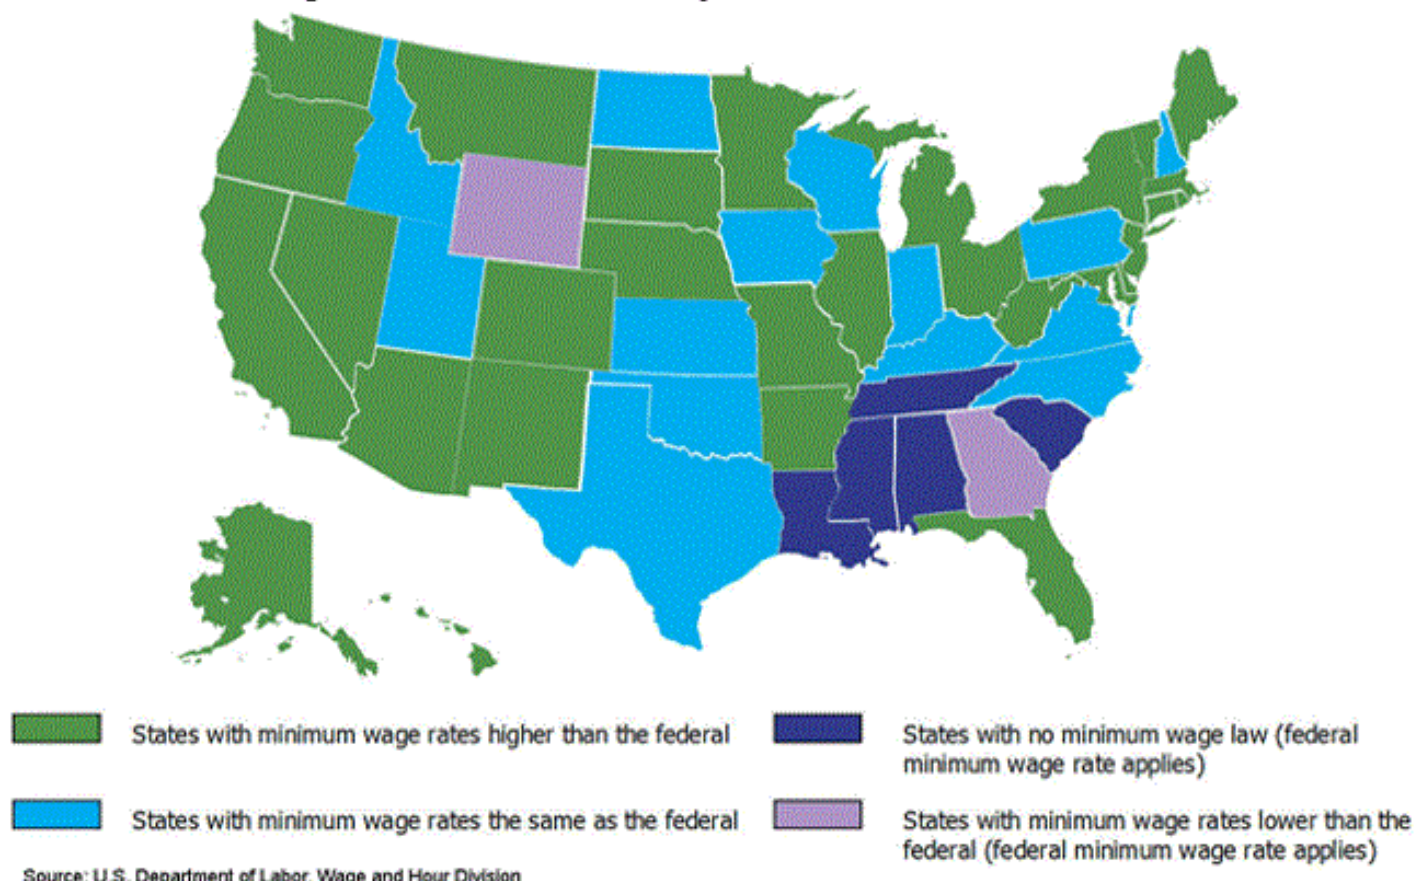 States with minimum wage rates higher than the federal
States with no minimum wage law (federal
minimum wage rate applies)
States with minimum wage rates the same as the federal
States with minimum wage rates lower than the
federal (federal minimum wage rate applies)
Source: U.S. Department of Labor, Wage and Hour Division